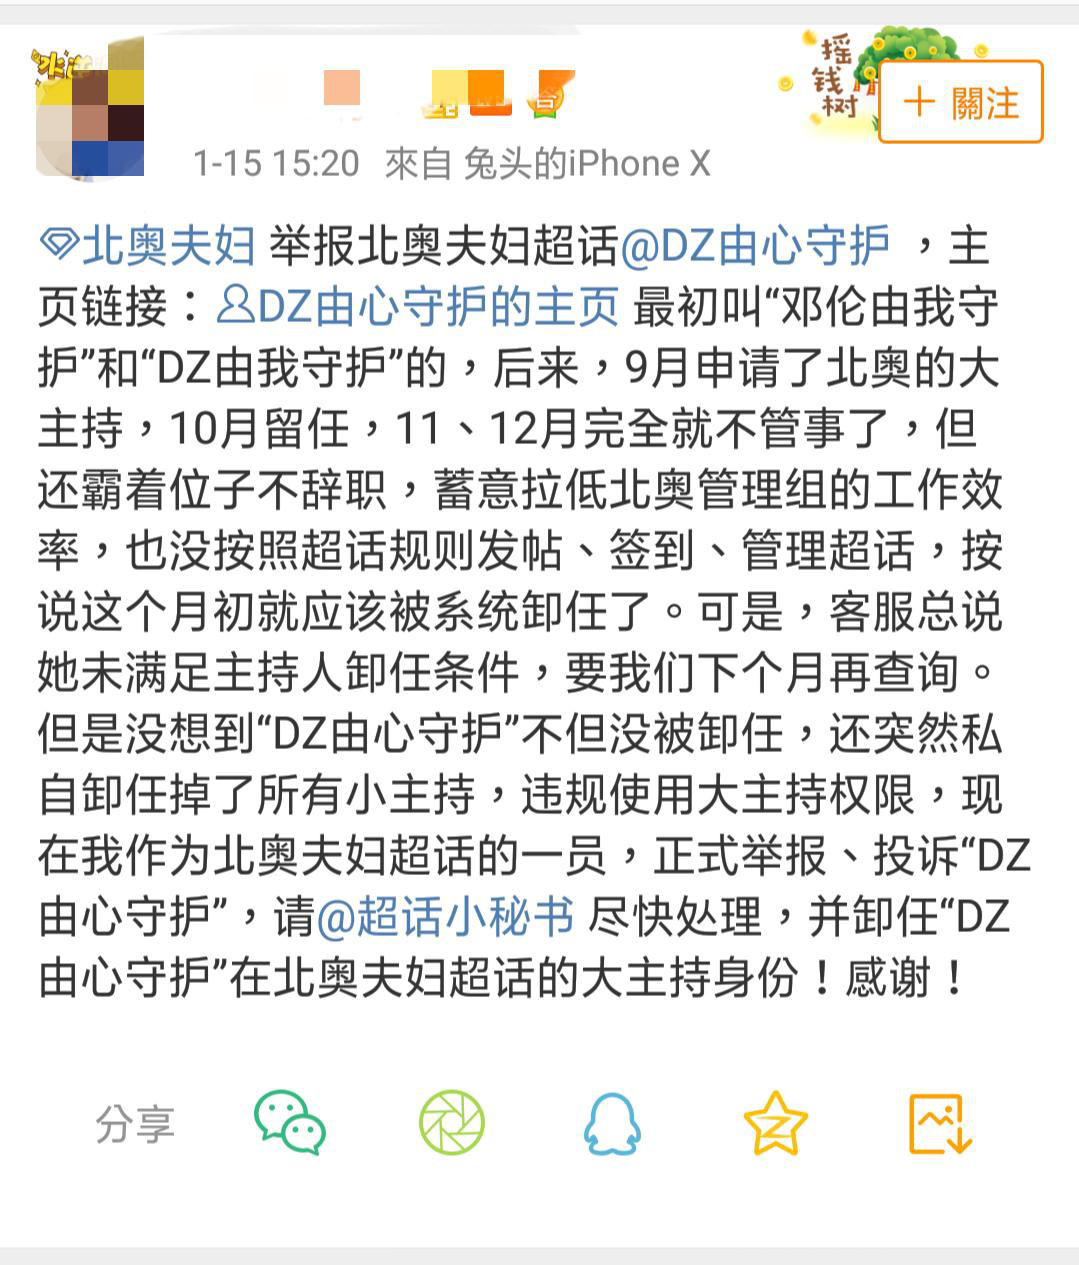 水逆
摇
钱
树
關注
1-15 15:20 來自 兔头的iPhone X
北奥夫妇 举报北奥夫妇超话@DZ由心守护 ，主
页链接：DZ由心守护的主页 最初叫“邓伦由我守
护”和“DZ由我守护”的，后来，9月申请了北奥的大
主持，10月留任，11、12月完全就不管事了，但
还霸着位子不辞职，蓄意拉低北奥管理组的工作效
率，也没按照超话规则发帖、签到、管理超话，按
说这个月初就应该被系统卸任了。可是，客服总说
她未满足主持人卸任条件，要我们下个月再查询。
但是没想到“DZ由心守护”不但没被卸任，还突然私
自卸任掉了所有小主持，违规使用大主持权限，现
在我作为北奥夫妇超话的一员，正式举报、投诉“DZ
由心守护”，请@超话小秘书 尽快处理，并卸任“DZ
由心守护”在北奥夫妇超话的大主持身份！感谢！
分享